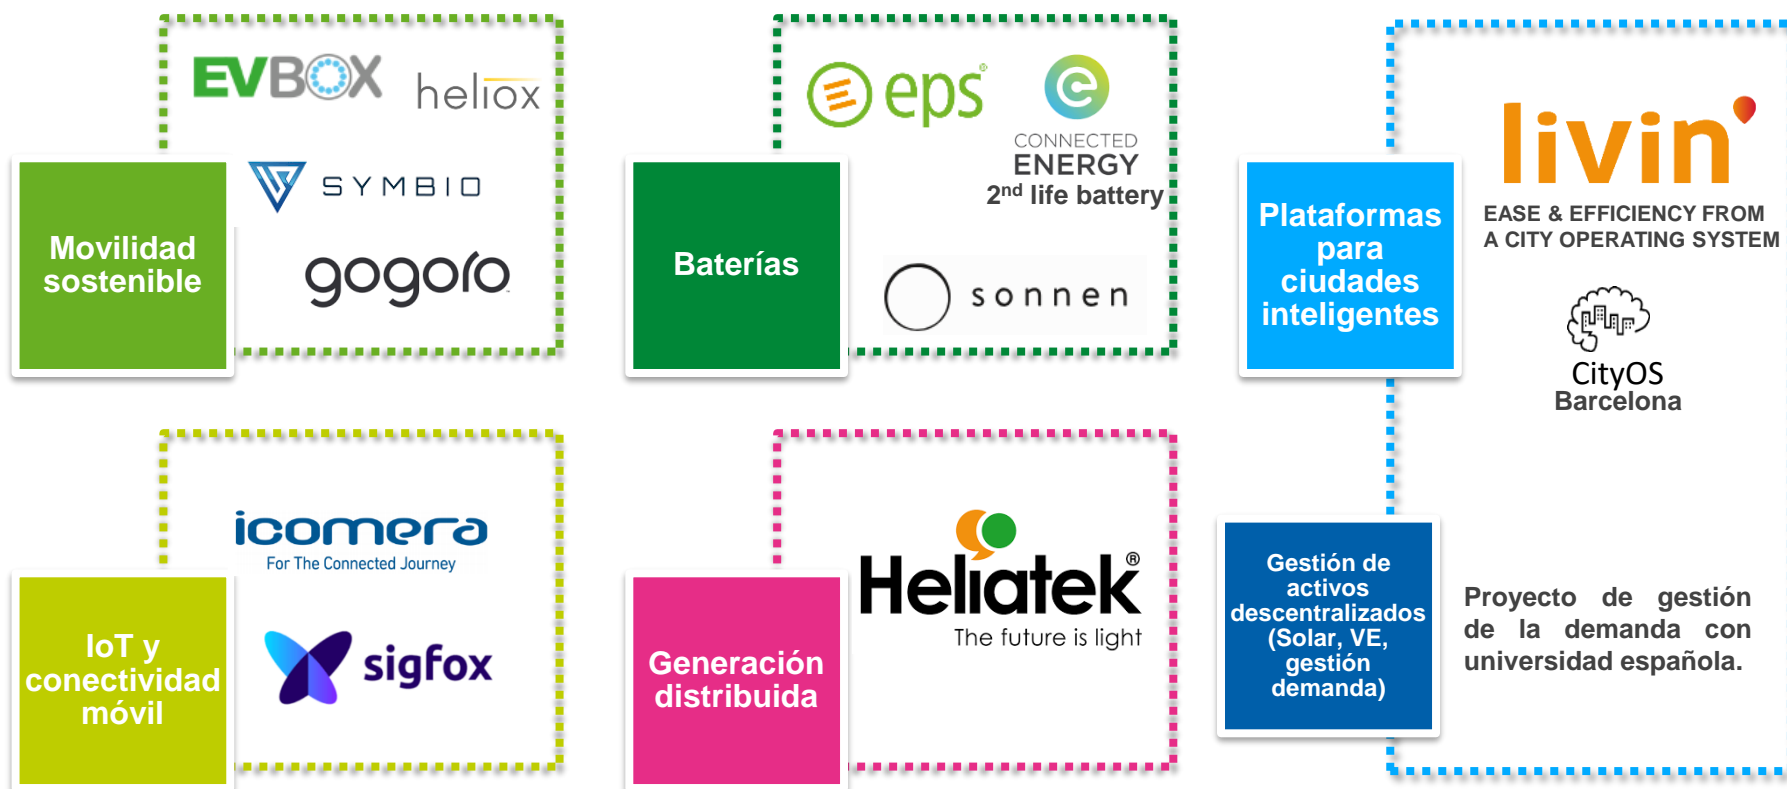 EVBOX
heliox
SYMBIO
gogoro
Movilidad
sostenible
eps
CONNECTED
ENERGY
2nd life battery
sonnen
Baterías
livin'
EASE & EFFICIENCY FROM
A CITY OPERATING SYSTEM
CityOS
Barcelona
Plataformas
para
ciudades
inteligentes
icomera
For The Connected Journey
sigfox
IoT y
conectividad
móvil
Heliatek®
The future is light
Generación
distribuida
Gestión de
activos
descentralizados
(Solar, VE,
gestión
demanda)
Proyecto de gestión
de la demanda con
universidad española.